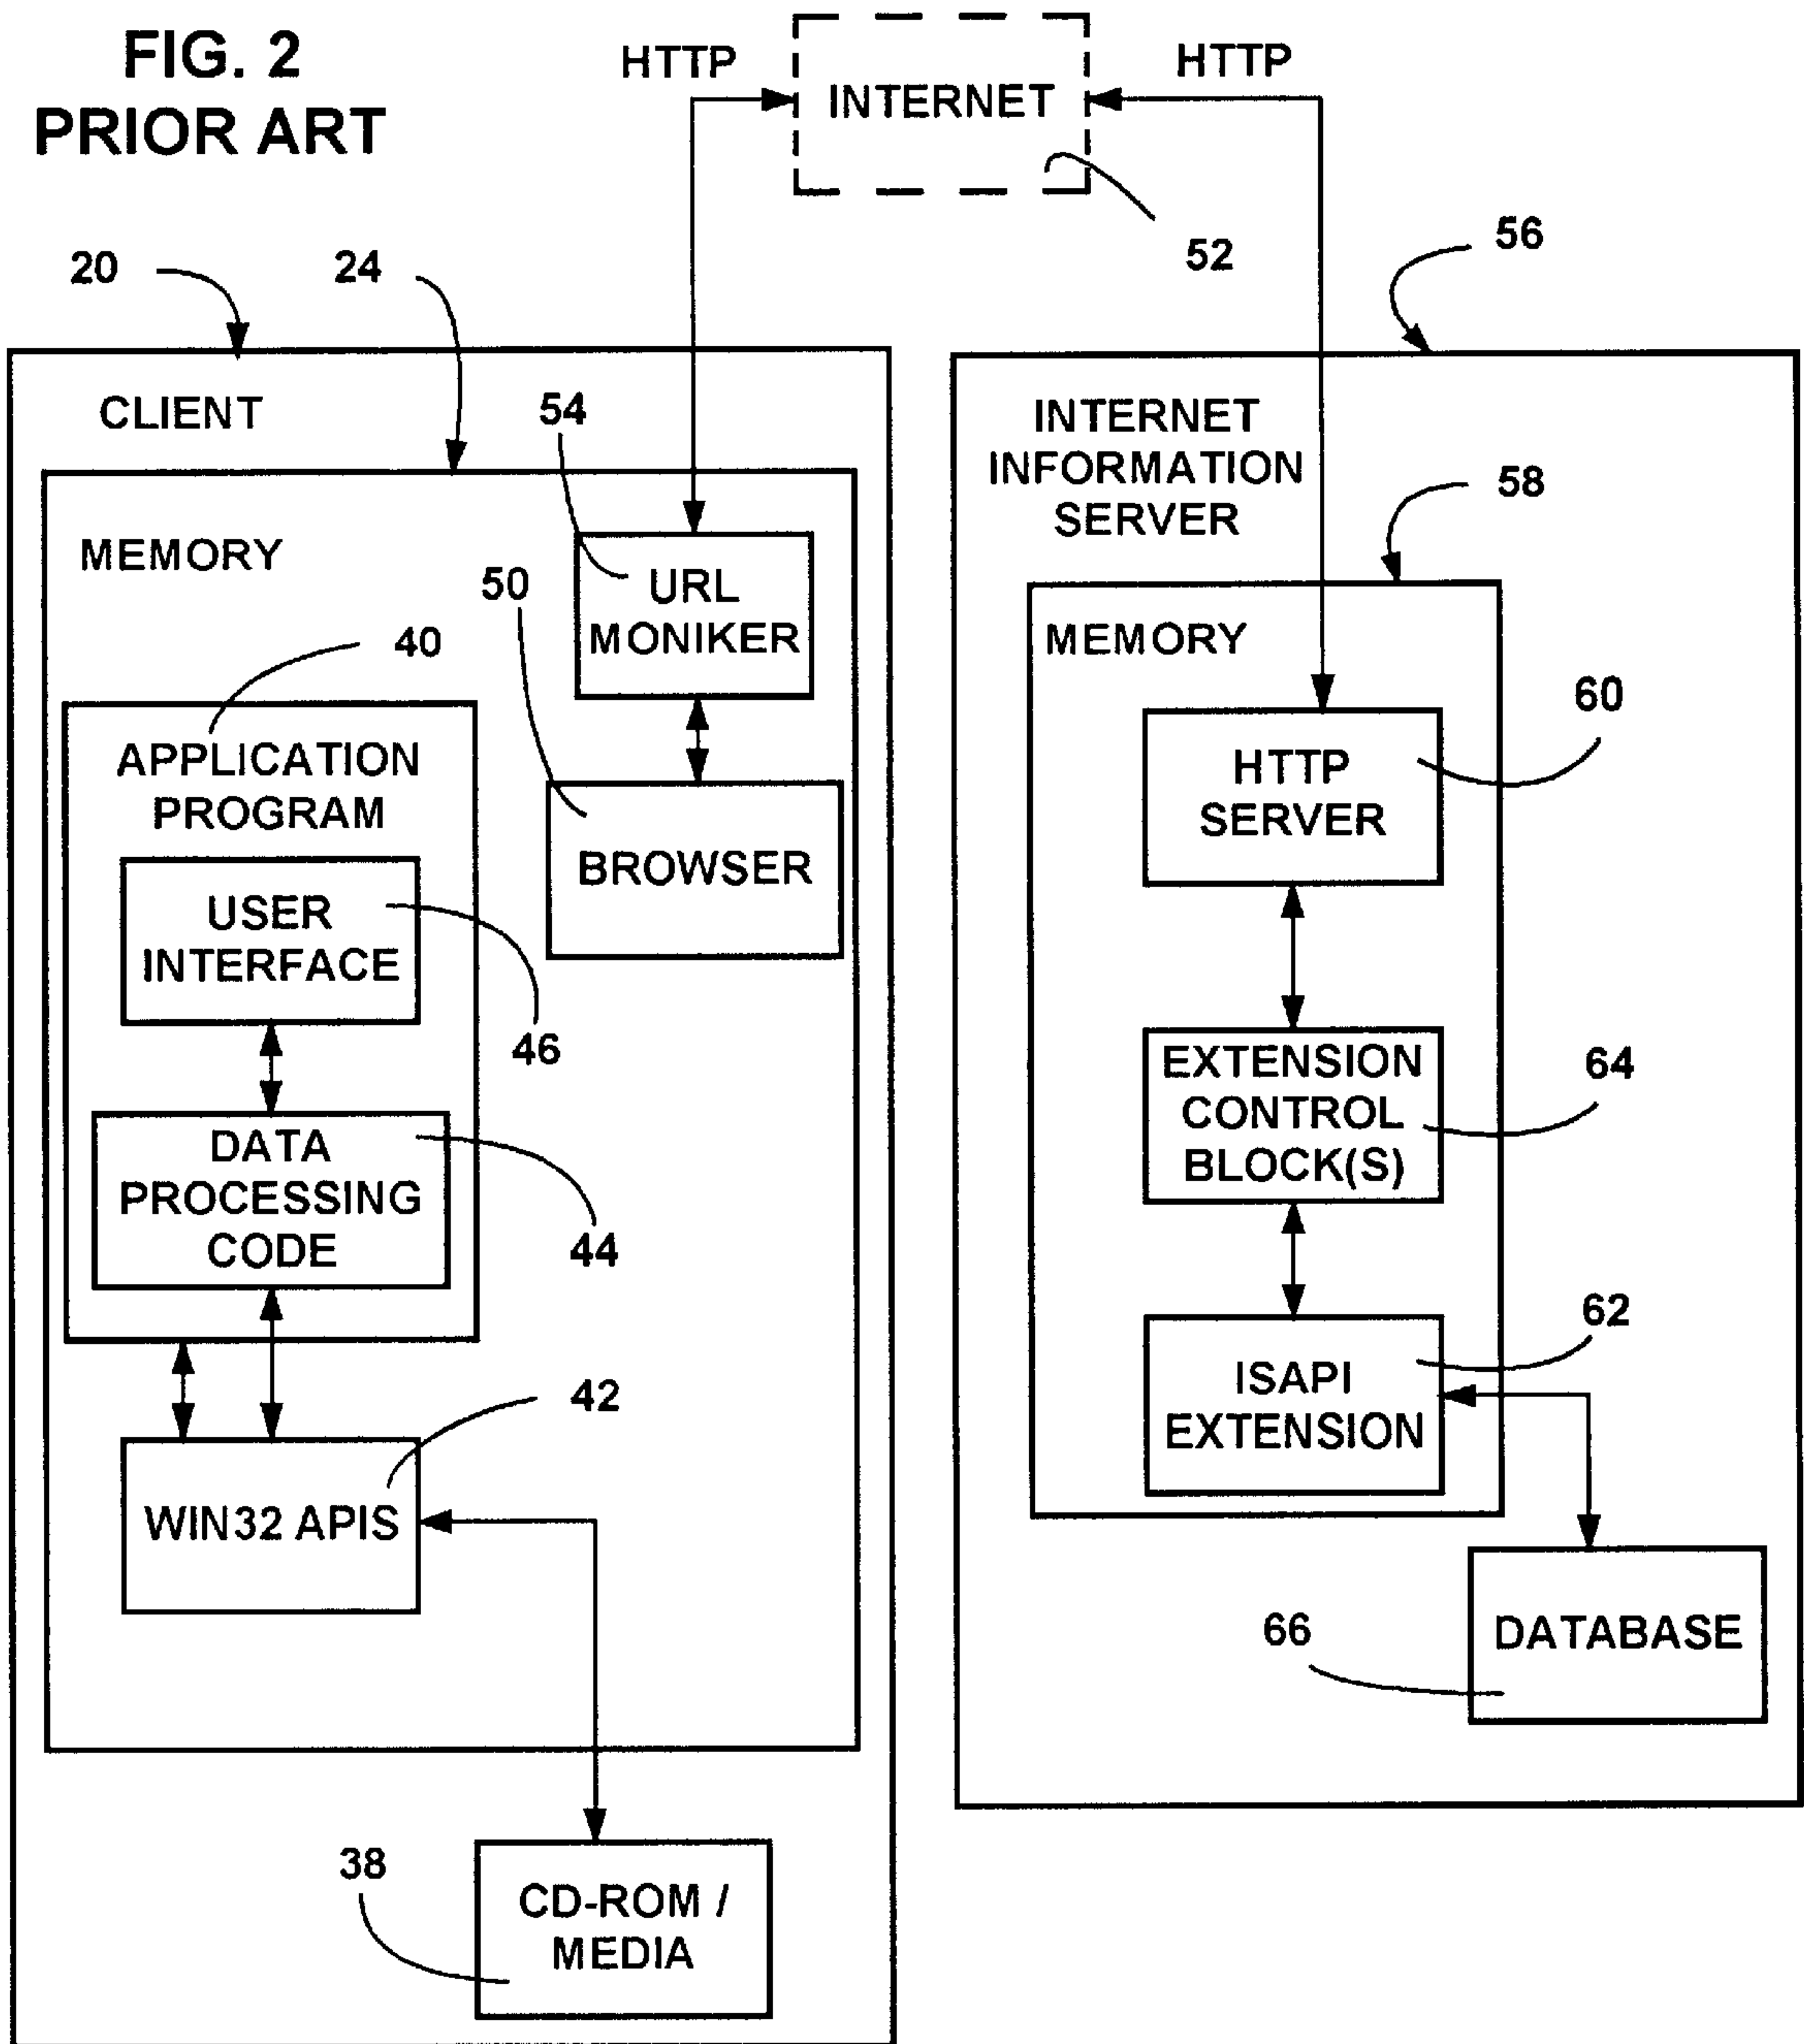 FIG. 2
PRIOR ART
HTTP
INTERNET
HTTP
52
20
24
56
CLIENT
54
INTERNET
INFORMATION
SERVER
58
MEMORY
50
URL
MONIKER
MEMORY
40
60
APPLICATION
PROGRAM
HTTP
SERVER
BROWSER
USER
INTERFACE
46
EXTENSION
CONTROL
BLOCK(S)
64
DATA
PROCESSING
CODE
44
62
ISAPI
EXTENSION
42
WIN32 APIS
66
DATABASE
38
CD-ROM /
MEDIA